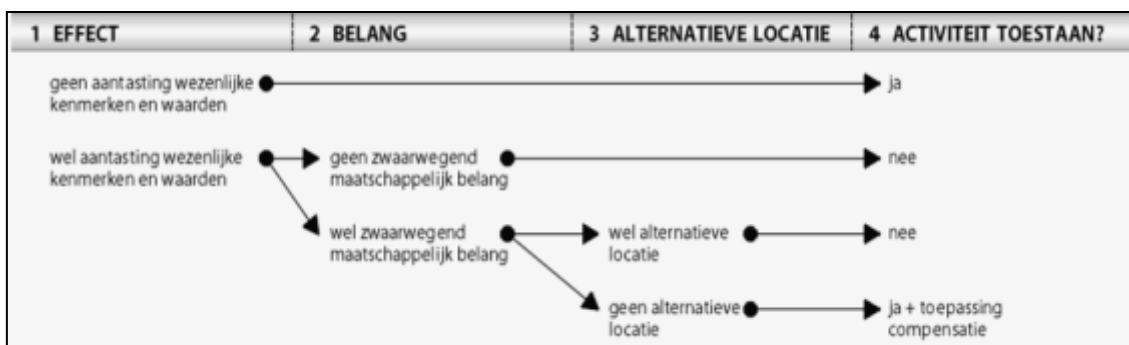 1 EFFECT 2 BELANG 3 ALTERNATIEVE LOCATIE 4 ACTIVITEIT TOESTAAN?
geen aantasting wezenlijke
kenmerken en waarden
ja
wel aantasting wezenlijke
kenmerken en waarden
geen zwaarwegend
maatschappelijk belang
nee
wel zwaarwegend
maatschappelijk belang
wel alternatieve
locatie
nee
geen alternatieve
locatie
ja + toepassing
compensatie